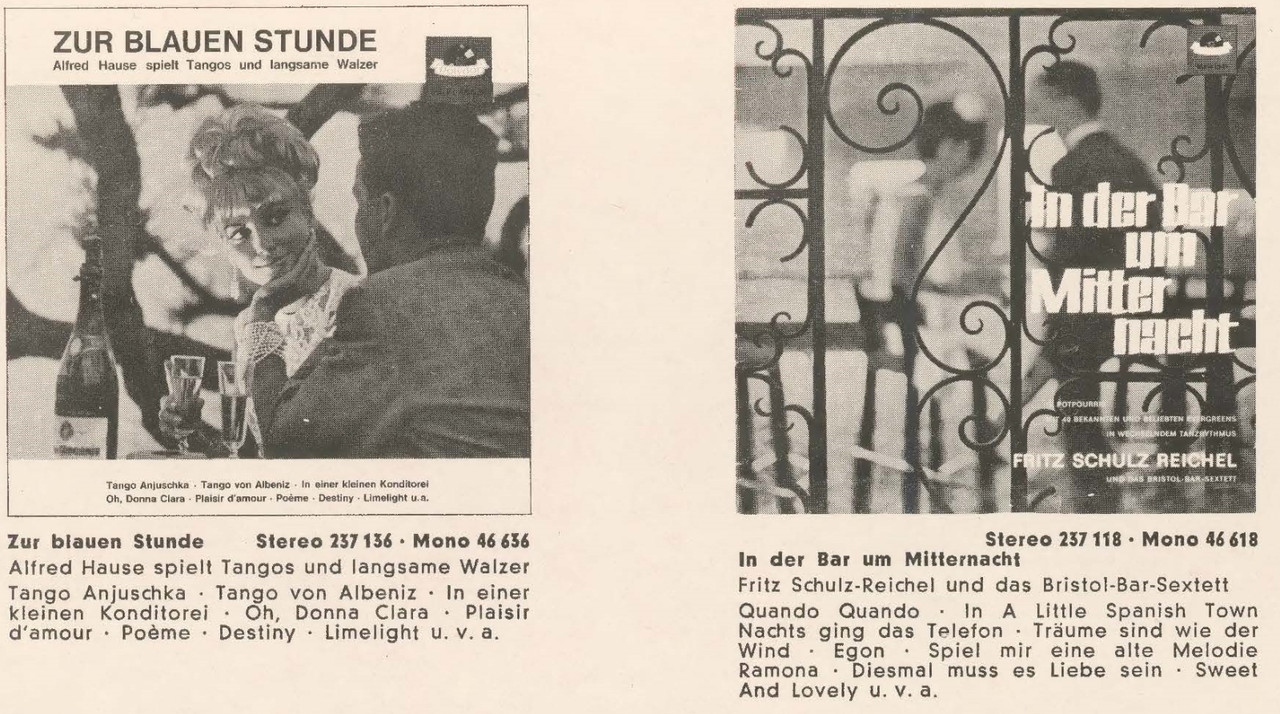 ZUR BLAUEN STUNDE
Alfred Hause spielt Tangos und langsame Walzer
Tango Anjuschka · Tango von Albeniz · In einer kleinen Konditorei
Oh, Donna Clara · Plaisir d'amour · Poème · Destiny · Limelight u.a.
Zur blauen Stunde Stereo 237 136 · Mono 46 636
Alfred Hause spielt Tangos und langsame Walzer
Tango Anjuschka · Tango von Albeniz · In einer
kleinen Konditorei · Oh, Donna Clara · Plaisir
d'amour · Poème · Destiny · Limelight u. v. a.
In der Bar
um
Mitter
nacht
POTPOURRI
MIT 40 BEKANNTEN UND BELIEBTEN EVERGREENS
IN WECHSELNDEM TANZRYTHMUS
FRITZ SCHULZ REICHEL
UND DAS BRISTOL-BAR-SEXTETT
Stereo 237 118 · Mono 46 618
In der Bar um Mitternacht
Fritz Schulz-Reichel und das Bristol-Bar-Sextett
Quando Quando · In A Little Spanish Town
Nachts ging das Telefon · Träume sind wie der
Wind · Egon · Spiel mir eine alte Melodie
Ramona · Diesmal muss es Liebe sein · Sweet
And Lovely u. v. a.